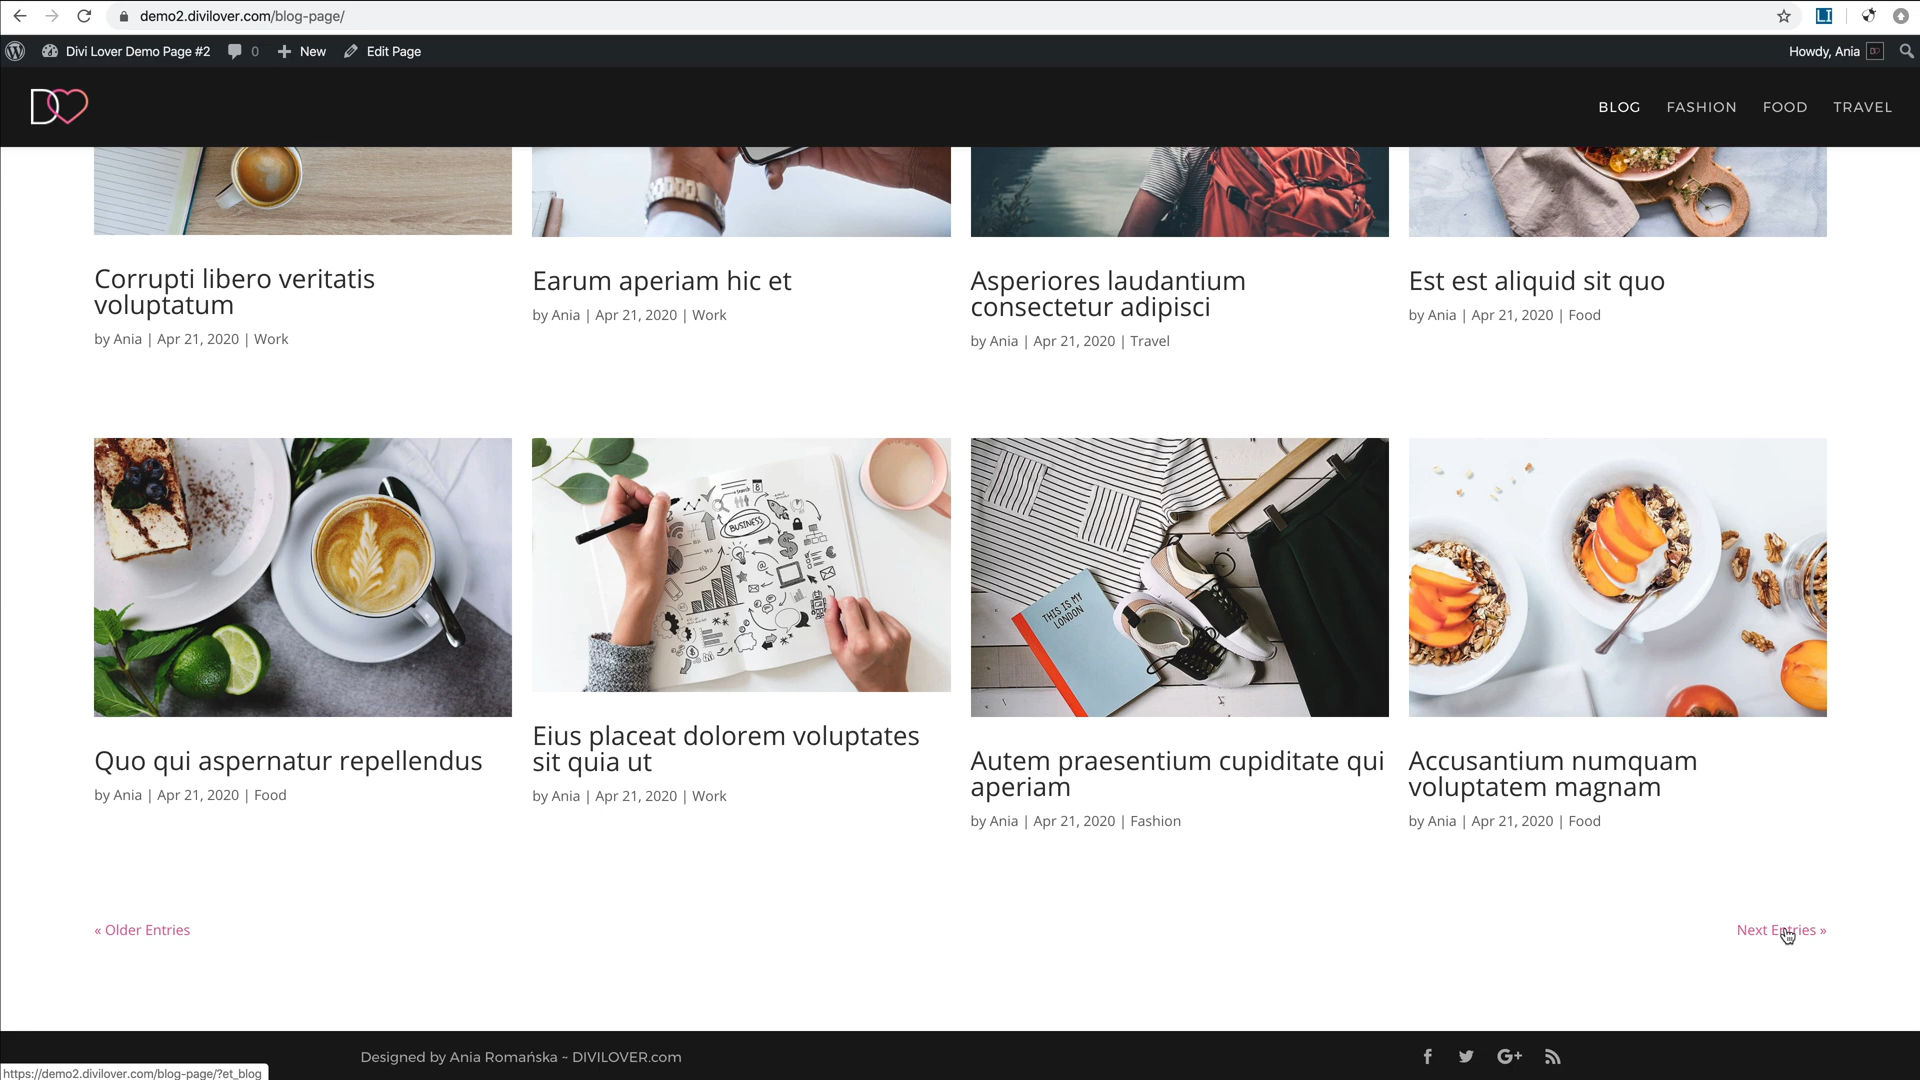 demo2.divilover.com/blog-page/
Divi Lover Demo Page #2
0
New
Edit Page
Howdy, Ania
BLOG
FASHION
FOOD
TRAVEL
Corrupti libero veritatis
voluptatum
by Ania | Apr 21, 2020 | Work
Earum aperiam hic et
by Ania | Apr 21, 2020 | Work
Asperiores laudantium
consectetur adipisci
by Ania | Apr 21, 2020 | Travel
Est est aliquid sit quo
by Ania | Apr 21, 2020 | Food
BUSINESS
THIS IS MY
LONDON
Quo qui aspernatur repellendus
by Ania | Apr 21, 2020 | Food
Eius placeat dolorem voluptates
sit quia ut
by Ania | Apr 21, 2020 | Work
Autem praesentium cupiditate qui
aperiam
by Ania | Apr 21, 2020 | Fashion
Accusantium numquam
voluptatem magnam
by Ania | Apr 21, 2020 | Food
« Older Entries
Next Entries »
Designed by Ania Romańska ~ DIVILOVER.com
https://demo2.divilover.com/blog-page/?et_blog